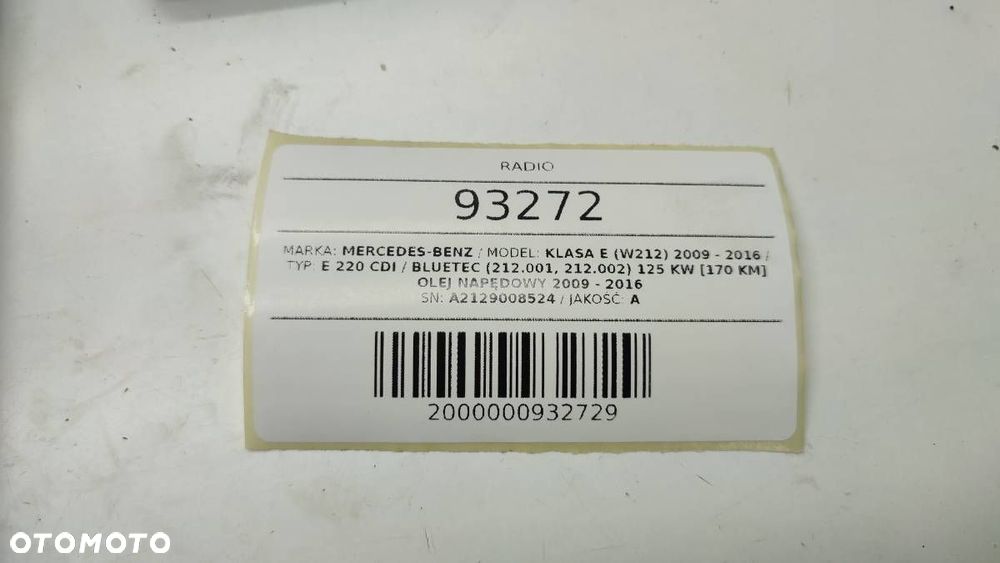 RADIO
93272
MARKA: MERCEDES-BENZ / MODEL: KLASA E (W212) 2009 - 2016 /
TYP: E 220 CDI / BLUETEC (212.001, 212.002) 125 KW [170 KM]
OLEJ NAPĘDOWY 2009 - 2016
SN: A2129008524 / JAKOŚĆ: A
2000000932729
OTOMOTO